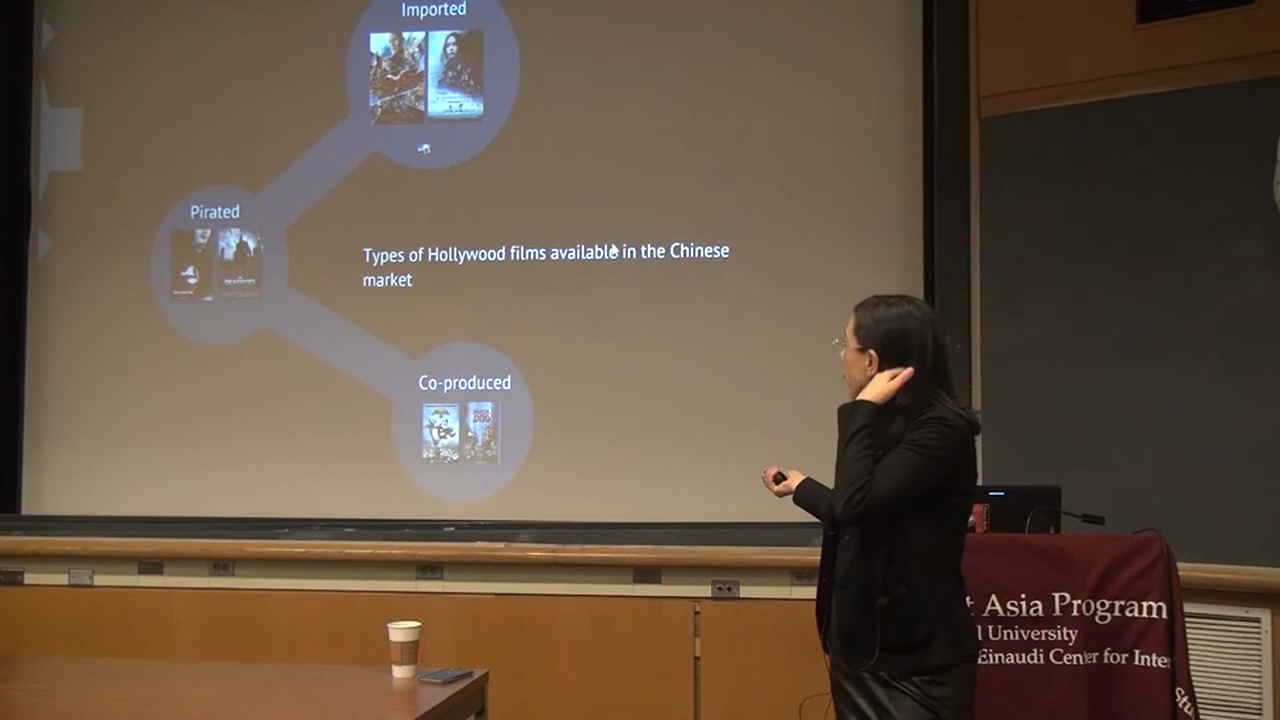 Imported
Pirated
Types of Hollywood films available in the Chinese
market
Co-produced
t Asia Program
l University
Einaudi Center for Inte
Stu